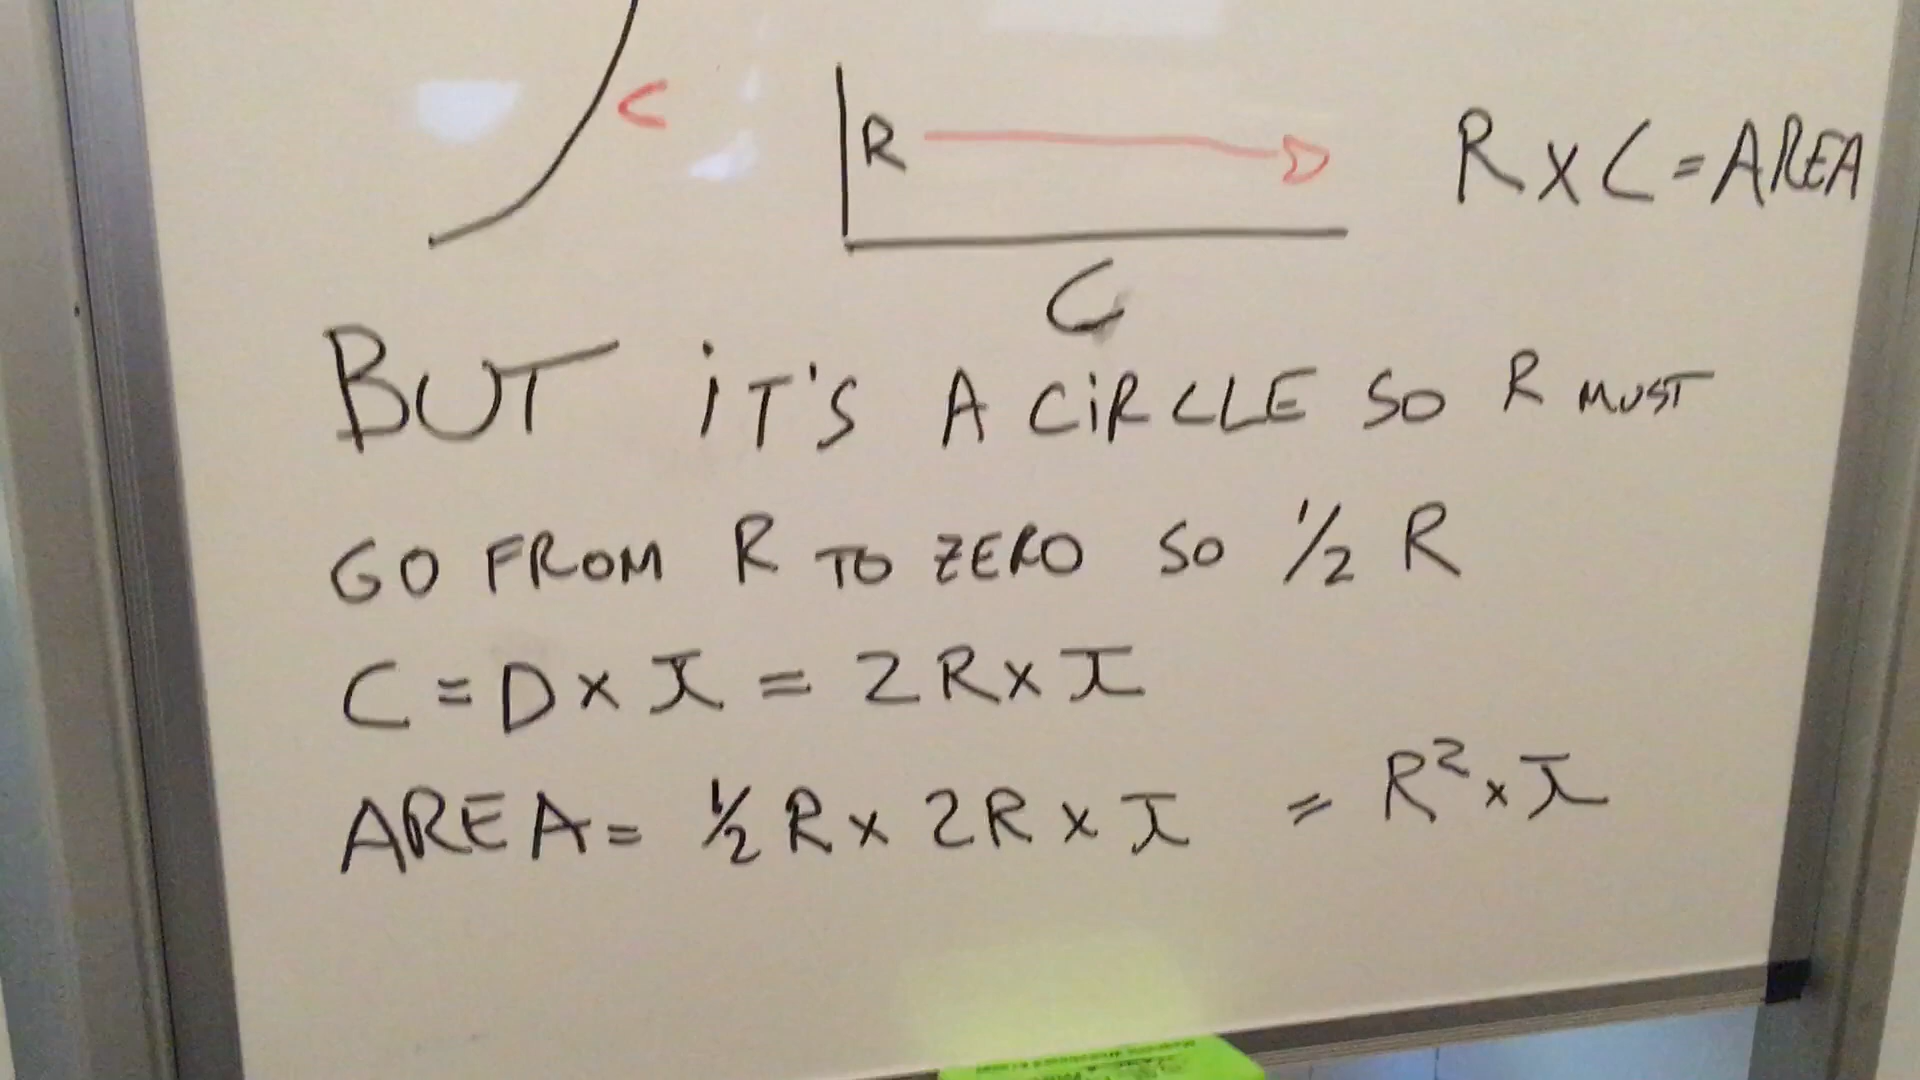 C
R
R x C = AREA
C
BUT iT'S A CiRCLE SO R MUST
GO FROM R TO ZERO SO 1/2 R
C = D x π = 2R x π
AREA = 1/2 R x 2R x π = R² x π